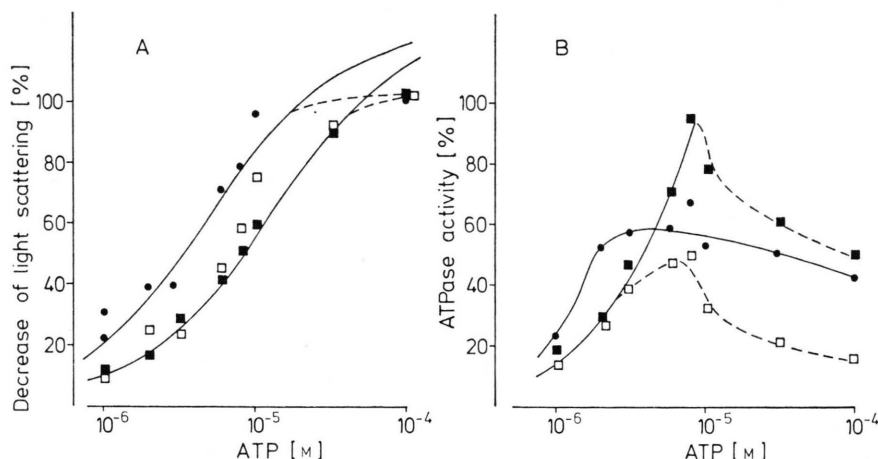 A
Decrease of light scattering [%]
100
80
60
40
20
10⁻⁶
10⁻⁵
10⁻⁴
ATP [M]
B
ATPase activity [%]
100
80
60
40
20
10⁻⁶
10⁻⁵
10⁻⁴
ATP [M]